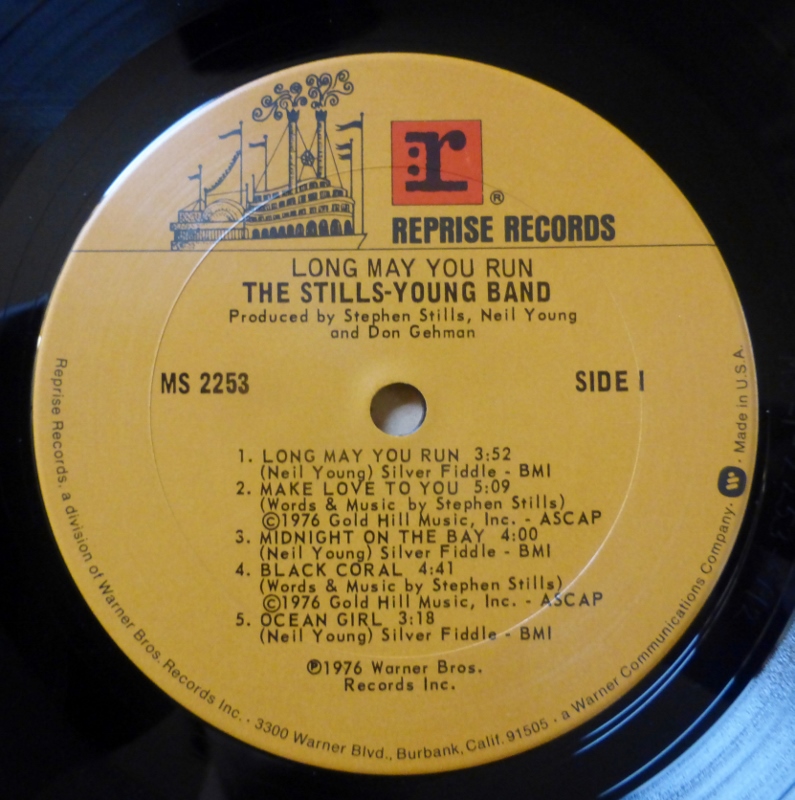 r
®
REPRISE RECORDS
LONG MAY YOU RUN
THE STILLS-YOUNG BAND
Produced by Stephen Stills, Neil Young
and Don Gehman
MS 2253
SIDE 1
1. LONG MAY YOU RUN 3:52
(Neil Young) Silver Fiddle - BMI
2. MAKE LOVE TO YOU 5:09
(Words & Music by Stephen Stills)
©1976 Gold Hill Music, Inc. - ASCAP
3. MIDNIGHT ON THE BAY 4:00
(Neil Young) Silver Fiddle - BMI
4. BLACK CORAL 4:41
(Words & Music by Stephen Stills)
©1976 Gold Hill Music, Inc. - ASCAP
5. OCEAN GIRL 3:18
(Neil Young) Silver Fiddle - BMI
℗1976 Warner Bros.
Records Inc.
Reprise Records, a division of Warner Bros. Records Inc. · 3300 Warner Blvd., Burbank, Calif. 91505 · a Warner Communications Company. W · Made in U.S.A.